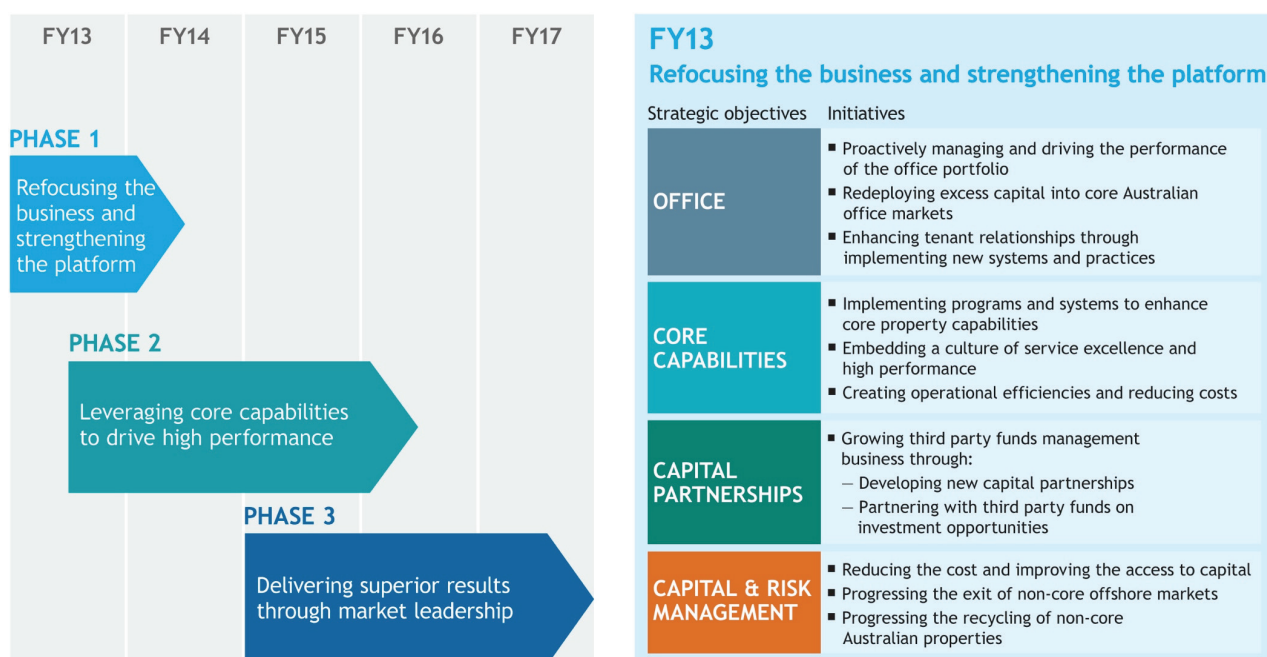 FY13 FY14 FY15 FY16 FY17
PHASE 1
Refocusing the
business and
strengthening
the platform
PHASE 2
Leveraging core capabilities
to drive high performance
PHASE 3
Delivering superior results
through market leadership
FY13
Refocusing the business and strengthening the platform
Strategic objectives Initiatives
OFFICE
▪ Proactively managing and driving the performance
of the office portfolio
▪ Redeploying excess capital into core Australian
office markets
▪ Enhancing tenant relationships through
implementing new systems and practices
CORE
CAPABILITIES
▪ Implementing programs and systems to enhance
core property capabilities
▪ Embedding a culture of service excellence and
high performance
▪ Creating operational efficiencies and reducing costs
CAPITAL
PARTNERSHIPS
▪ Growing third party funds management
business through:
— Developing new capital partnerships
— Partnering with third party funds on
investment opportunities
CAPITAL & RISK
MANAGEMENT
▪ Reducing the cost and improving the access to capital
▪ Progressing the exit of non-core offshore markets
▪ Progressing the recycling of non-core
Australian properties